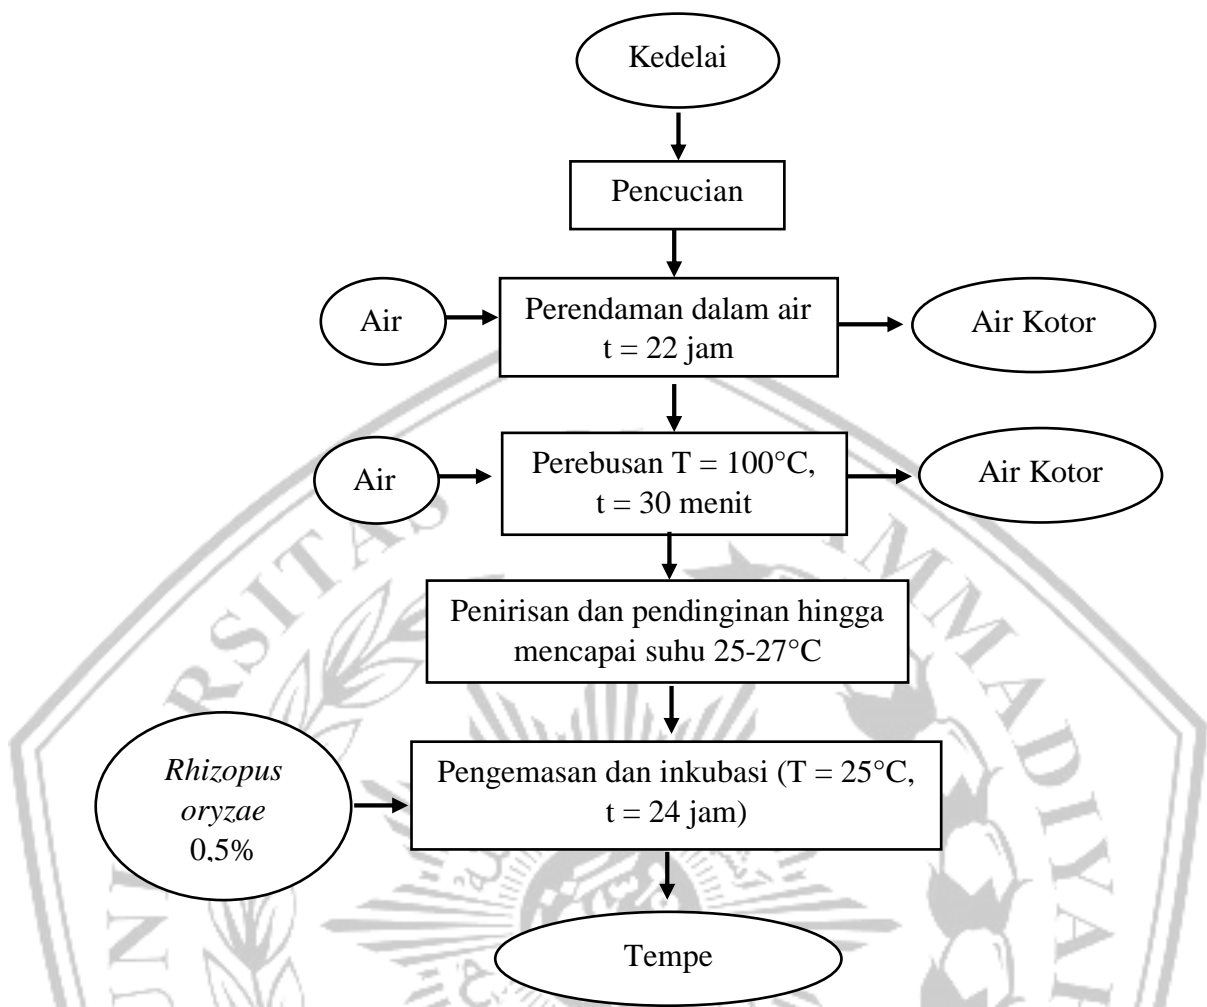 Kedelai
Pencucian
Air
Perendaman dalam air
t = 22 jam
Air Kotor
Air
Perebusan T = 100°C,
t = 30 menit
Air Kotor
Penirisan dan pendinginan hingga
mencapai suhu 25-27°C
Rhizopus
oryzae
0,5%
Pengemasan dan inkubasi (T = 25°C,
t = 24 jam)
Tempe